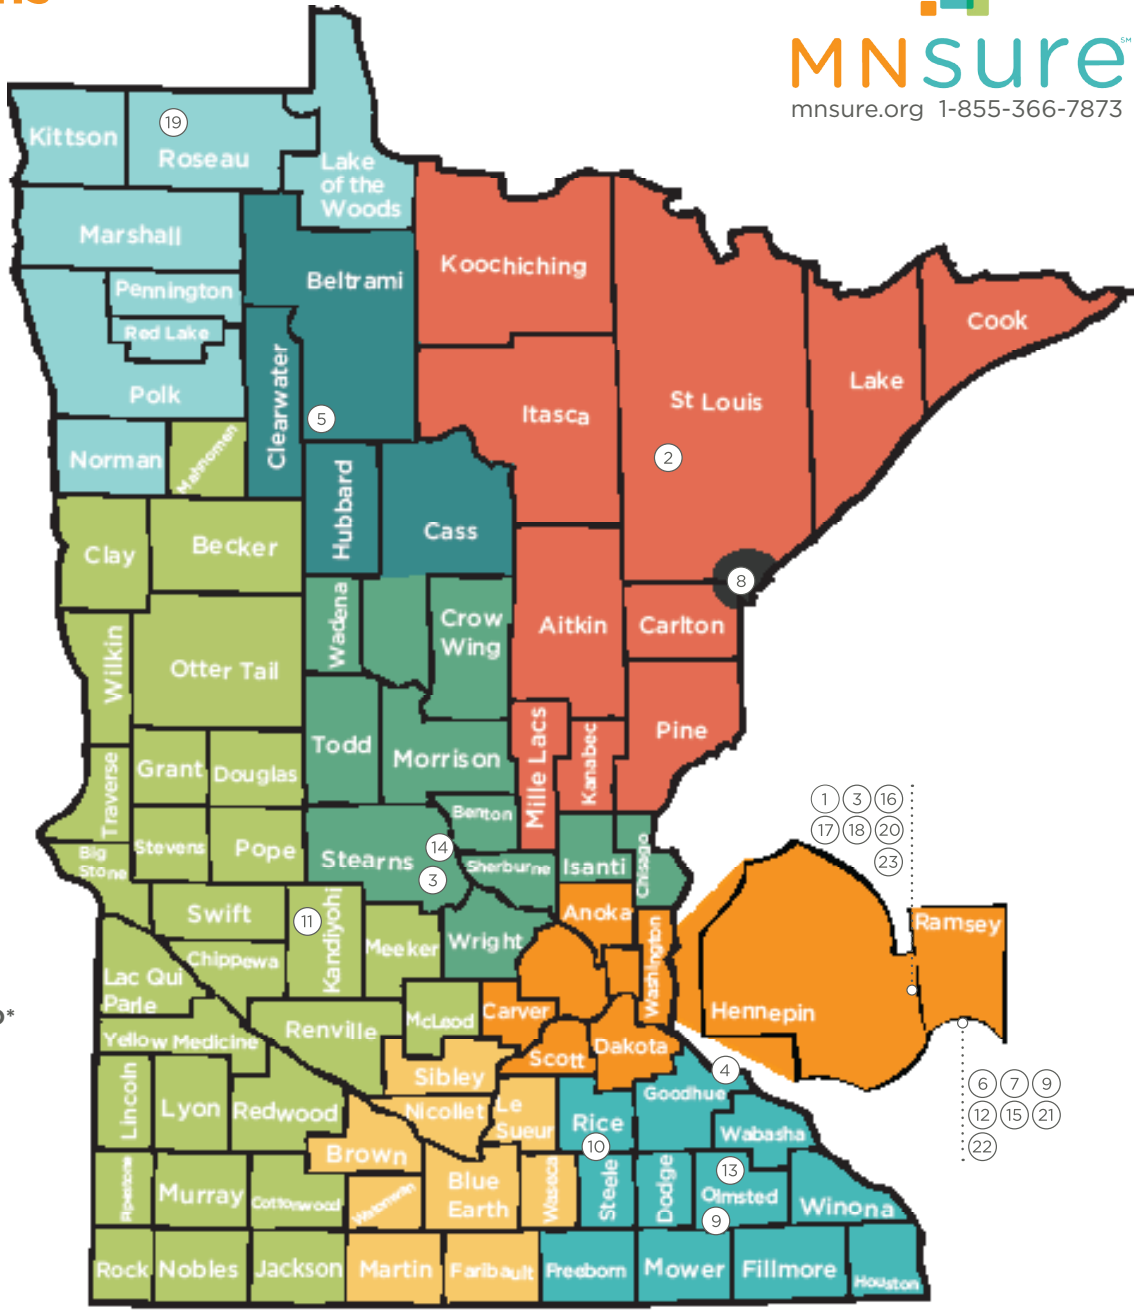 MNsure℠
mnsure.org 1-855-366-7873
Kittson
19
Roseau
Lake
of the
Woods
Marshall
Koochiching
Beltrami
Pennington
Cook
Red Lake
Clearwater
Lake
Polk
St Louis
Itasca
5
Norman
Mahnomen
2
Hubbard
Cass
Clay
Becker
8
Wadena
Crow
Wing
Aitkin
Carlton
Wilkin
Otter Tail
Todd
Morrison
Mille Lacs
Kanabec
Pine
Grant
Douglas
Traverse
1 3 16
17 18 20
23
Benton
Stevens
Pope
Stearns
14
3
Sherburne
Isanti
Chisago
Big
Stone
Swift
11
Kandiyohi
Meeker
Wright
Anoka
Washington
Ramsey
Chippewa
Lac Qui
Parle
Hennepin
McLeod
Carver
Renville
Yellow Medicine
Scott
Dakota
Sibley
4
6 7 9
12 15 21
22
Lincoln
Lyon
Redwood
Nicollet
Le
Sueur
Goodhue
Rice
10
Wabasha
Brown
Murray
Cottonwood
Watonwan
Blue
Earth
Waseca
Steele
Dodge
13
Olmsted
9
Winona
Rock
Nobles
Jackson
Martin
Faribault
Freeborn
Mower
Fillmore
Houston